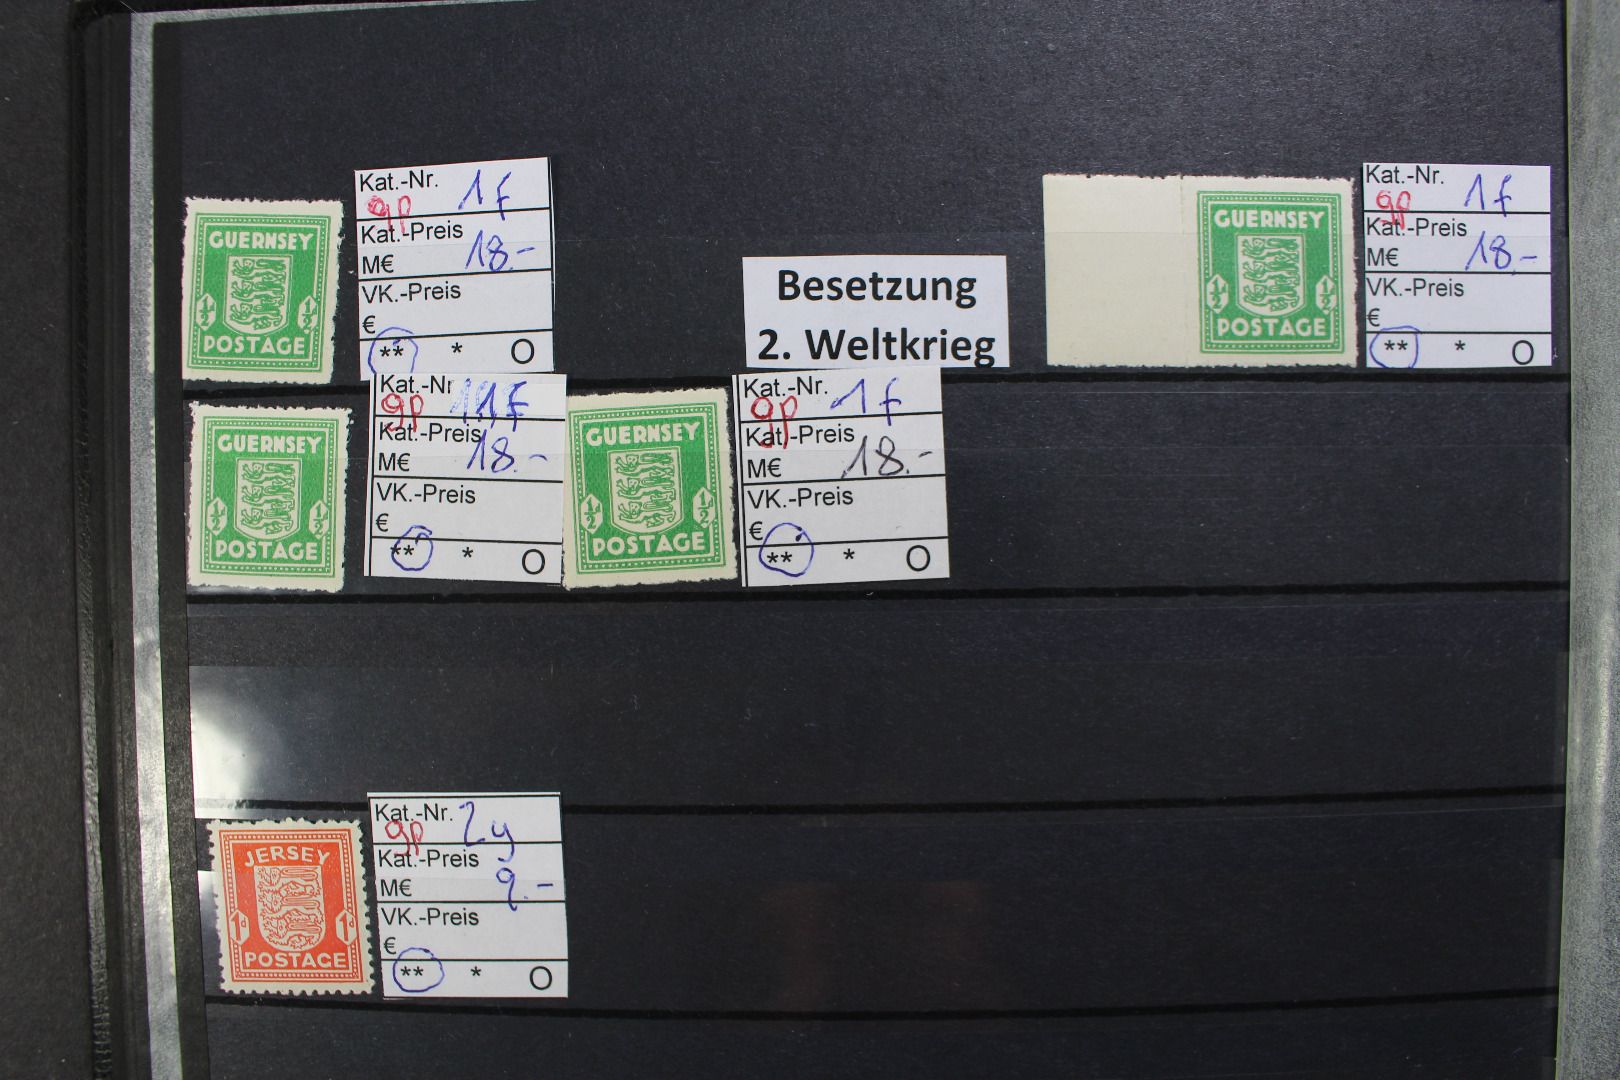 GUERNSEY
½ ½
POSTAGE
Kat.-Nr. 1f
gp
Kat.-Preis
M€ 18.-
VK.-Preis
€
** * O
Besetzung
2. Weltkrieg
GUERNSEY
½ ½
POSTAGE
Kat.-Nr. 1f
gp
Kat.-Preis
M€ 18.-
VK.-Preis
€
** * O
GUERNSEY
½ ½
POSTAGE
Kat.-Nr
gp
Kat.-Preis
M€ 18.-
VK.-Preis
€
** * O
GUERNSEY
½ ½
POSTAGE
Kat.-Nr. 1f
gp
Kat.-Preis
M€ 18.-
VK.-Preis
€
** * O
JERSEY
1d 1d
POSTAGE
Kat.-Nr. 2y
gp
Kat.-Preis
M€ 9.-
VK.-Preis
€
** * O